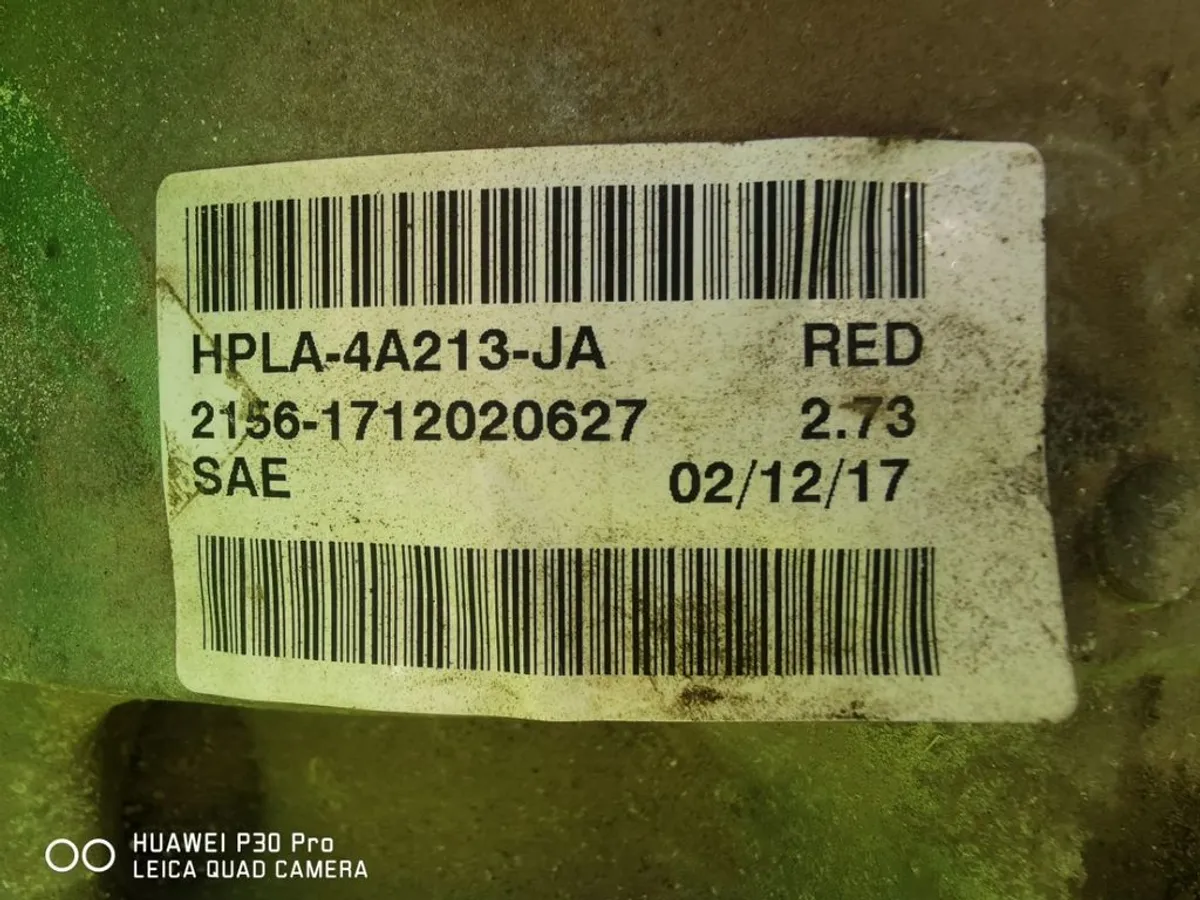 HPLA-4A213-JA RED
2156-1712020627 2.73
SAE 02/12/17
HUAWEI P30 Pro
LEICA QUAD CAMERA